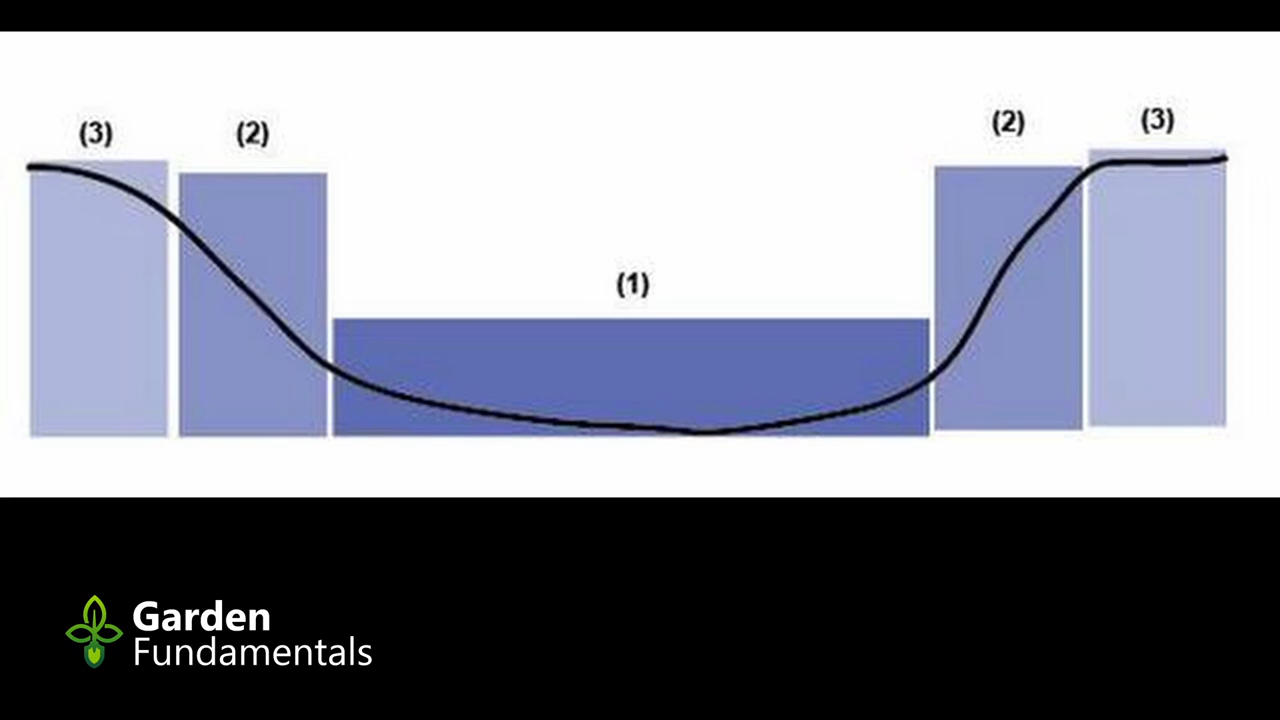 (3)
(2)
(1)
(2)
(3)
Garden
Fundamentals